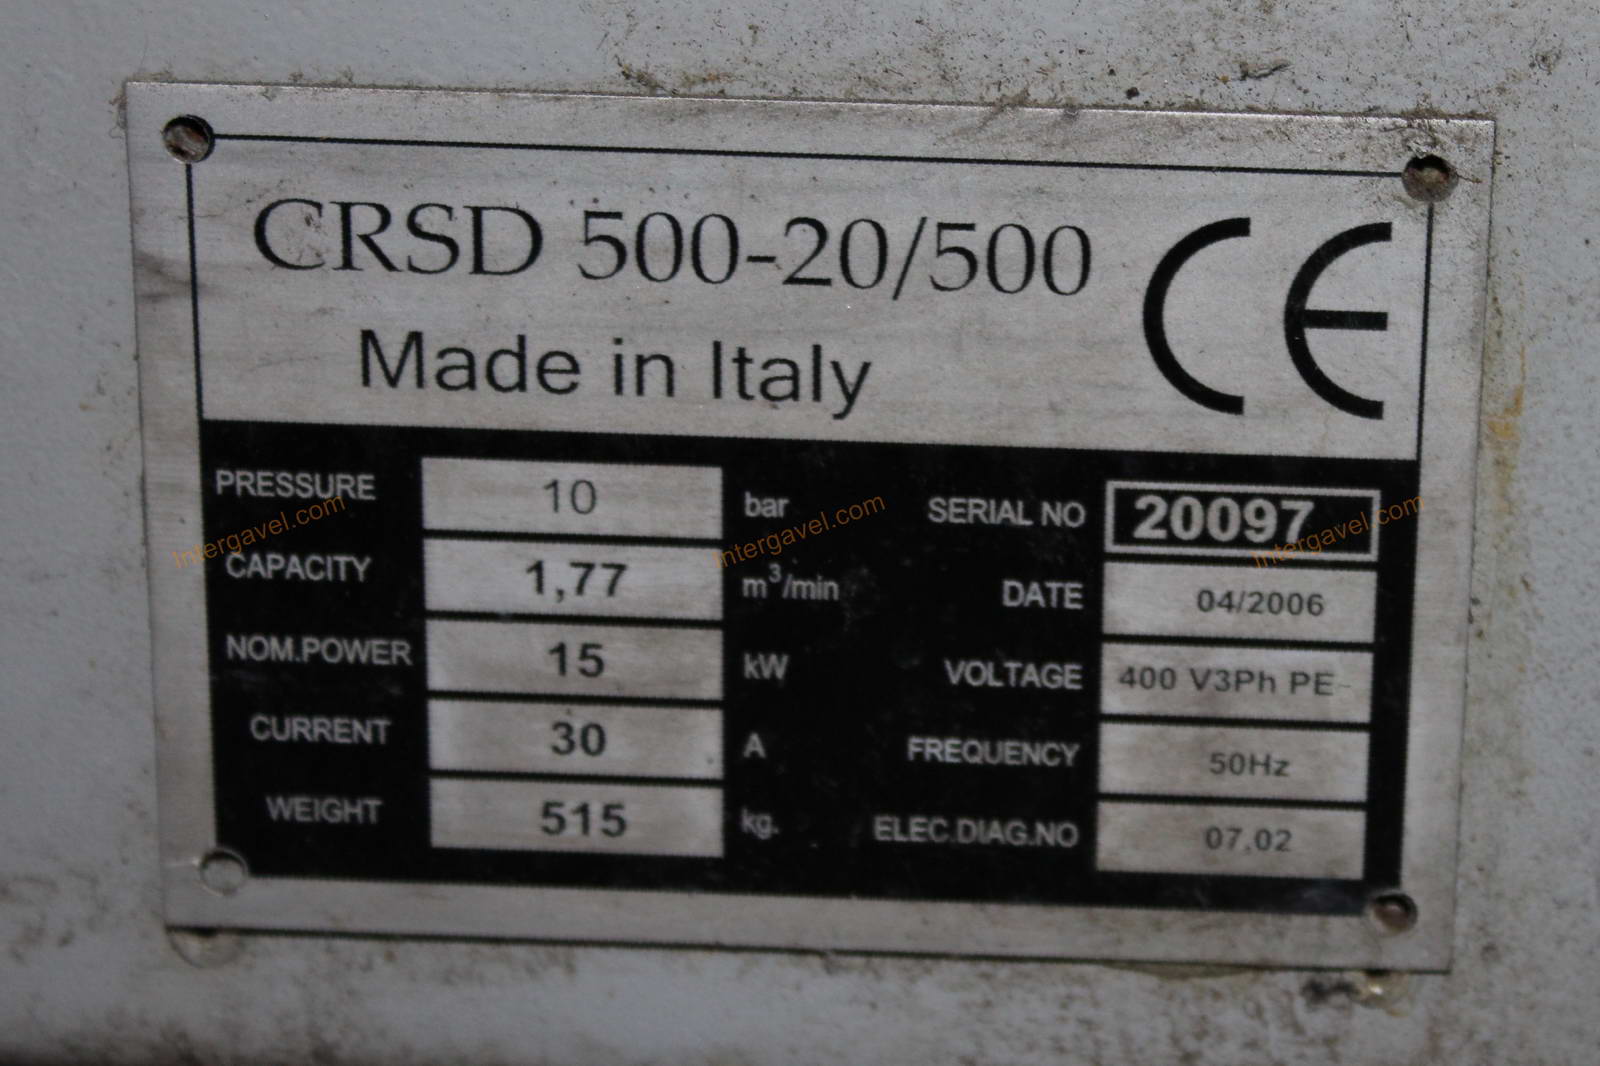 CRSD 500-20/500
CE
Made in Italy
PRESSURE 10 bar
CAPACITY 1,77 m³/min
NOM.POWER 15 kW
CURRENT 30 A
WEIGHT 515 kg.
SERIAL NO 20097
DATE 04/2006
VOLTAGE 400 V3Ph PE-
FREQUENCY 50Hz
ELEC.DIAG.NO 07,02
Intergavel.com
Intergavel.com
Intergavel.com